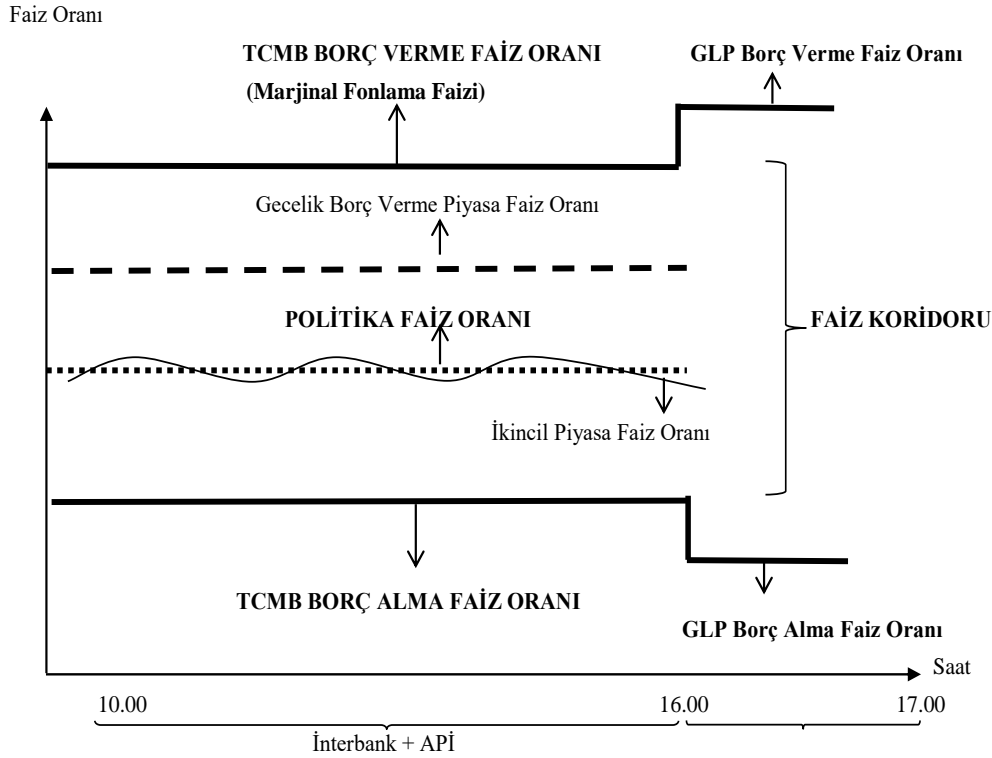 Faiz Oranı
TCMB BORÇ VERME FAİZ ORANI
(Marjinal Fonlama Faizi)
GLP Borç Verme Faiz Oranı
Gecelik Borç Verme Piyasa Faiz Oranı
POLİTİKA FAİZ ORANI
FAİZ KORİDORU
İkincil Piyasa Faiz Oranı
TCMB BORÇ ALMA FAİZ ORANI
GLP Borç Alma Faiz Oranı
Saat
10.00 16.00 17.00
İnterbank + APİ